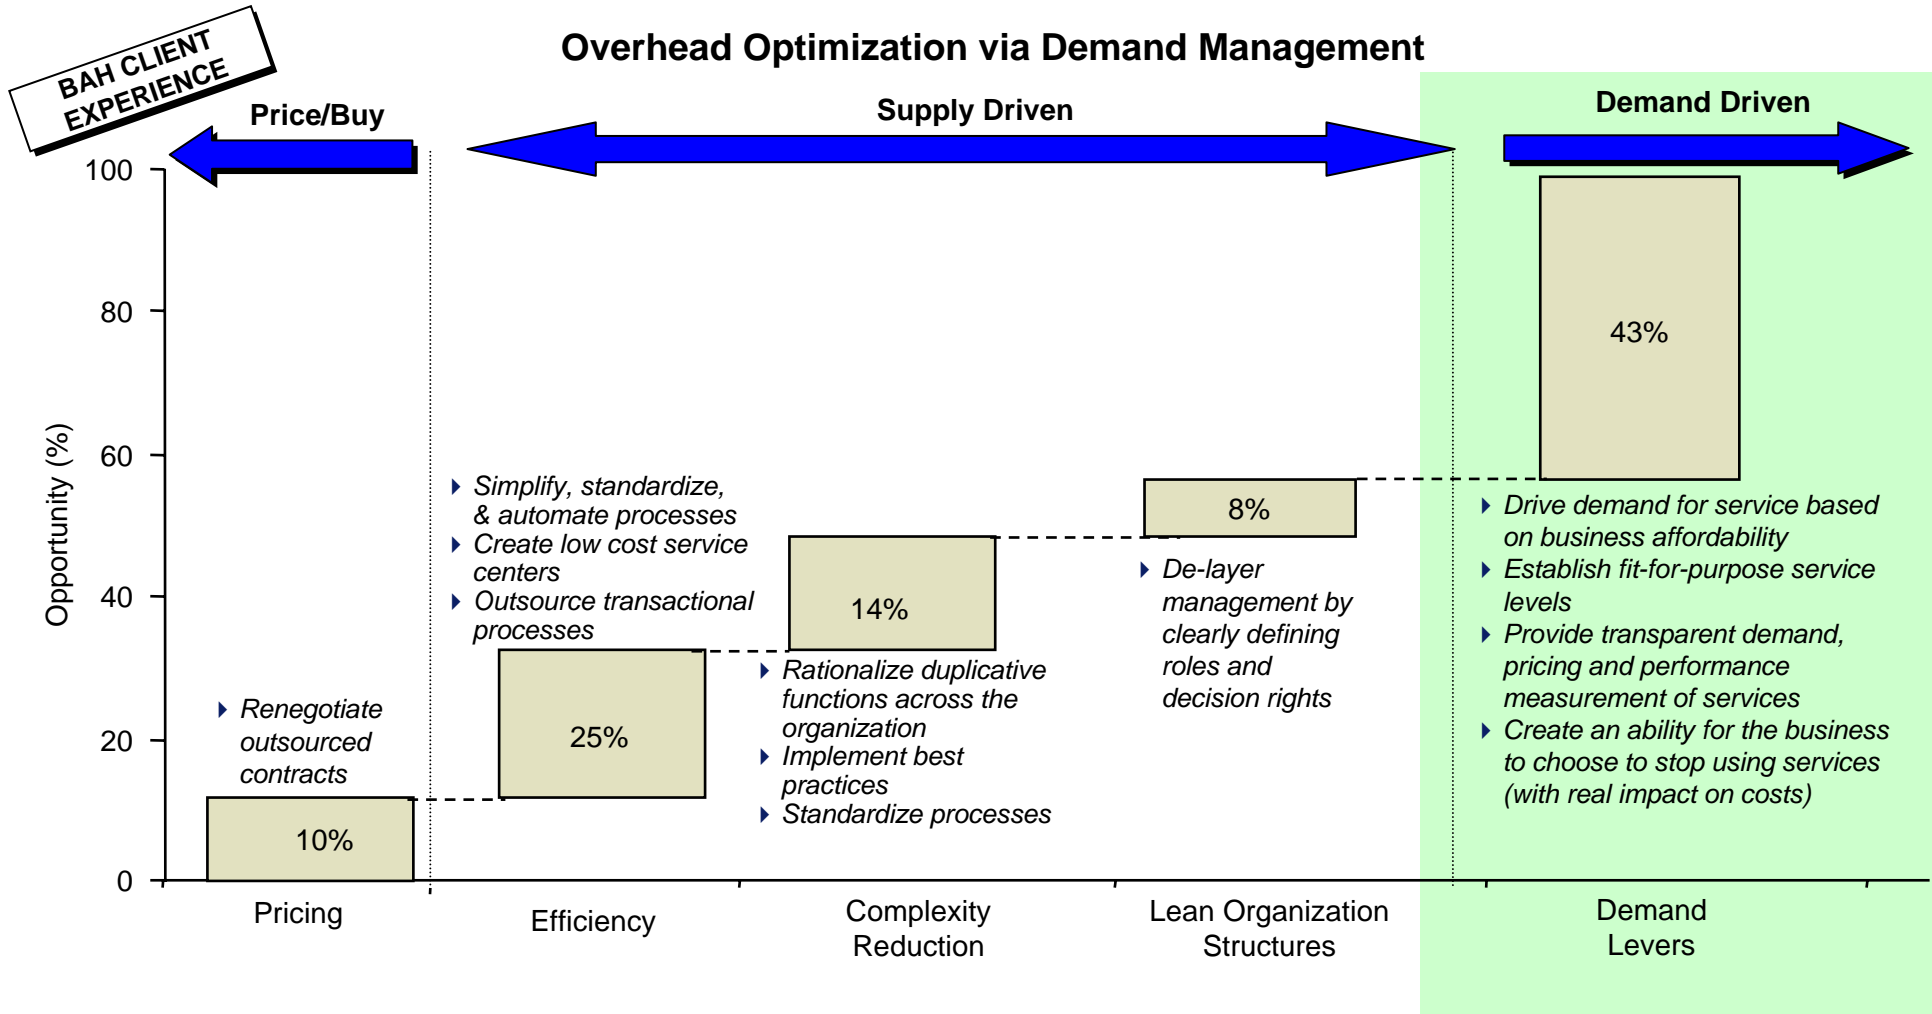 BAH CLIENT
EXPERIENCE
Overhead Optimization via Demand Management
Price/Buy
Supply Driven
Demand Driven
Opportunity (%)
100
80
60
40
20
0
Renegotiate
outsourced
contracts
10%
Pricing
Simplify, standardize,
& automate processes
Create low cost service
centers
Outsource transactional
processes
25%
Efficiency
14%
Rationalize duplicative
functions across the
organization
Implement best
practices
Standardize processes
Complexity
Reduction
8%
De-layer
management by
clearly defining
roles and
decision rights
Lean Organization
Structures
43%
Drive demand for service based
on business affordability
Establish fit-for-purpose service
levels
Provide transparent demand,
pricing and performance
measurement of services
Create an ability for the business
to choose to stop using services
(with real impact on costs)
Demand
Levers